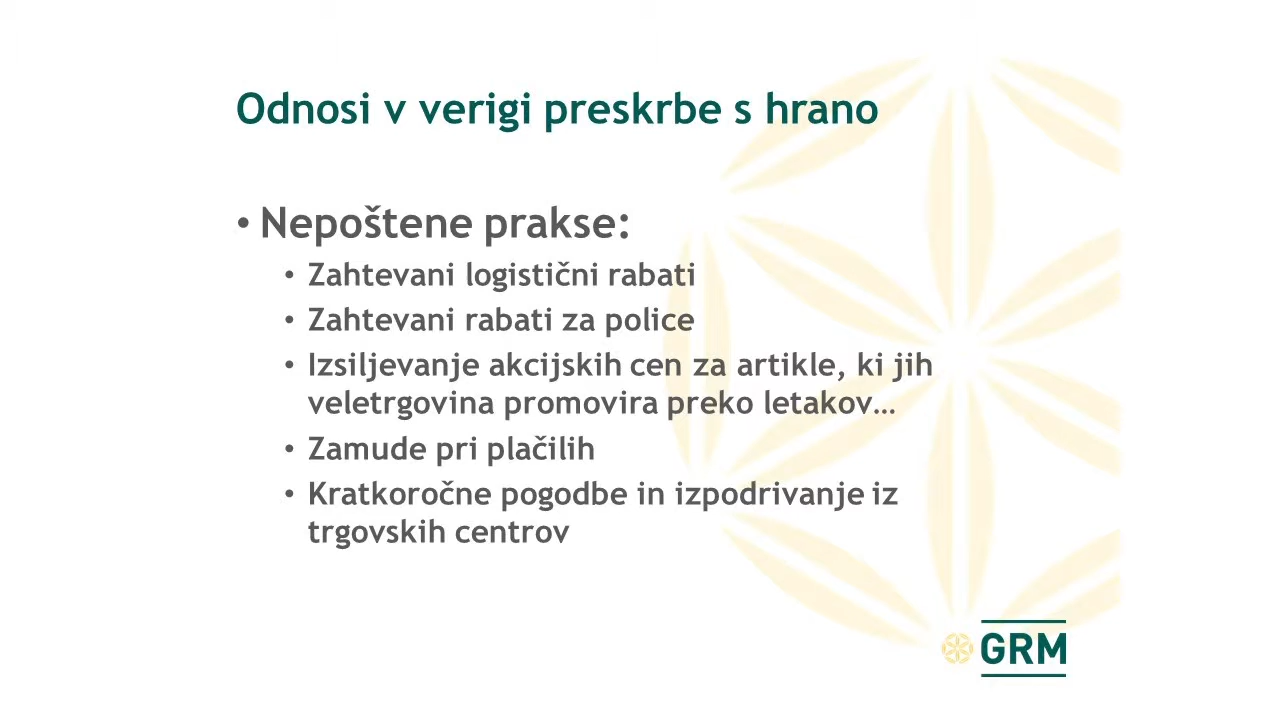 Odnosi v verigi preskrbe s hrano
• Nepoštene prakse:
• Zahtevani logistični rabati
• Zahtevani rabati za police
• Izsiljevanje akcijskih cen za artikle, ki jih
veletrgovina promovira preko letakov…
• Zamude pri plačilih
• Kratkoročne pogodbe in izpodrivanje iz
trgovskih centrov
GRM